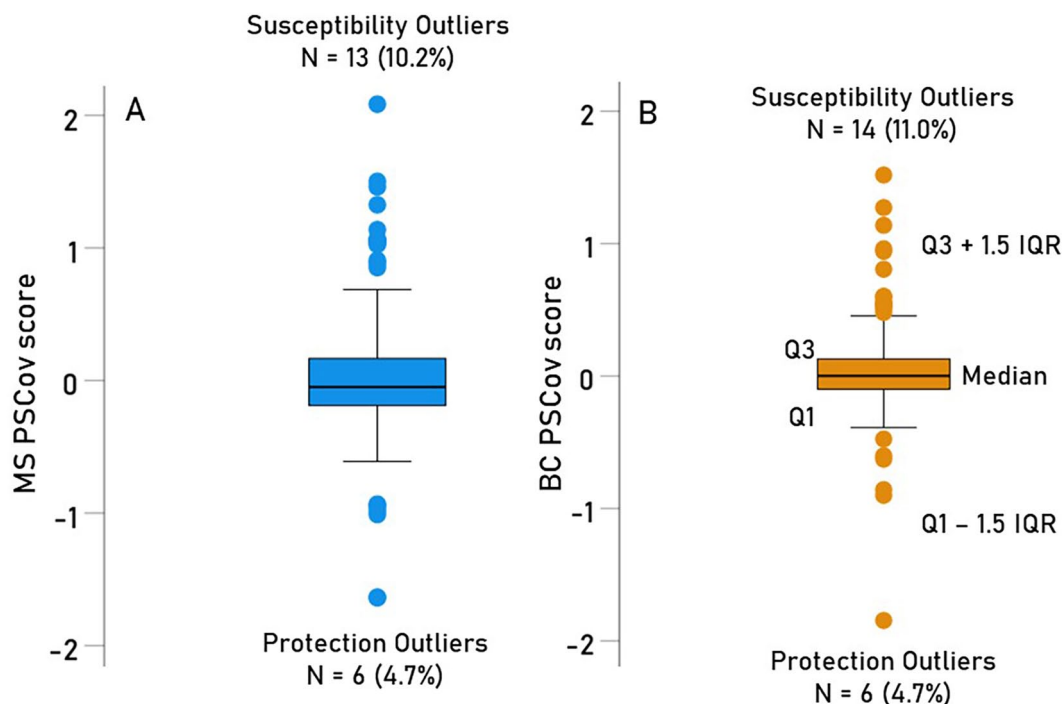 Susceptibility Outliers
N = 13 (10.2%)
A
MS PSCov score
2
1
0
-1
-2
Protection Outliers
N = 6 (4.7%)
Susceptibility Outliers
N = 14 (11.0%)
B
BC PSCov score
2
1
0
-1
-2
Q3 + 1.5 IQR
Q3
Median
Q1
Q1 – 1.5 IQR
Protection Outliers
N = 6 (4.7%)